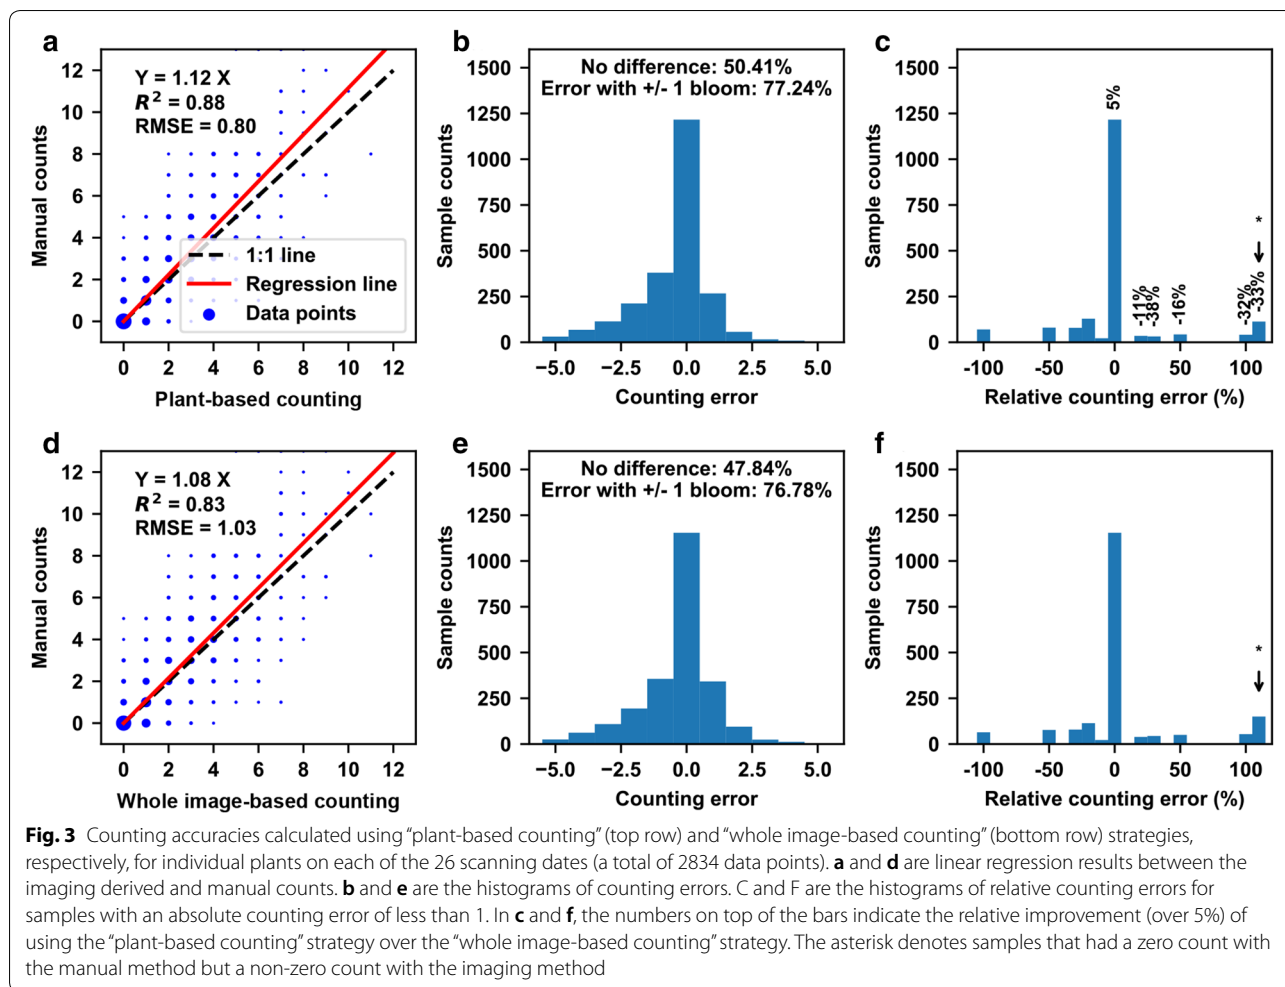 a
Y = 1.12 X
R² = 0.88
RMSE = 0.80
Manual counts
12
10
8
6
4
2
0
1:1 line
Regression line
Data points
0 2 4 6 8 10 12
Plant-based counting
b
No difference: 50.41%
Error with +/- 1 bloom: 77.24%
Sample counts
1500
1250
1000
750
500
250
0
−5.0 −2.5 0.0 2.5 5.0
Counting error
c
Sample counts
1500
1250
1000
750
500
250
0
5%
-11%
-38%
-16%
-32%
-33%
*
-100 -50 0 50 100
Relative counting error (%)
d
Y = 1.08 X
R² = 0.83
RMSE = 1.03
Manual counts
12
10
8
6
4
2
0
0 2 4 6 8 10 12
Whole image-based counting
e
No difference: 47.84%
Error with +/- 1 bloom: 76.78%
Sample counts
1500
1250
1000
750
500
250
0
−5.0 −2.5 0.0 2.5 5.0
Counting error
f
Sample counts
1500
1250
1000
750
500
250
0
*
-100 -50 0 50 100
Relative counting error (%)
Fig. 3 Counting accuracies calculated using “plant-based counting” (top row) and “whole image-based counting” (bottom row) strategies,
respectively, for individual plants on each of the 26 scanning dates (a total of 2834 data points). a and d are linear regression results between the
imaging derived and manual counts. b and e are the histograms of counting errors. C and F are the histograms of relative counting errors for
samples with an absolute counting error of less than 1. In c and f, the numbers on top of the bars indicate the relative improvement (over 5%) of
using the “plant-based counting” strategy over the “whole image-based counting” strategy. The asterisk denotes samples that had a zero count with
the manual method but a non-zero count with the imaging method